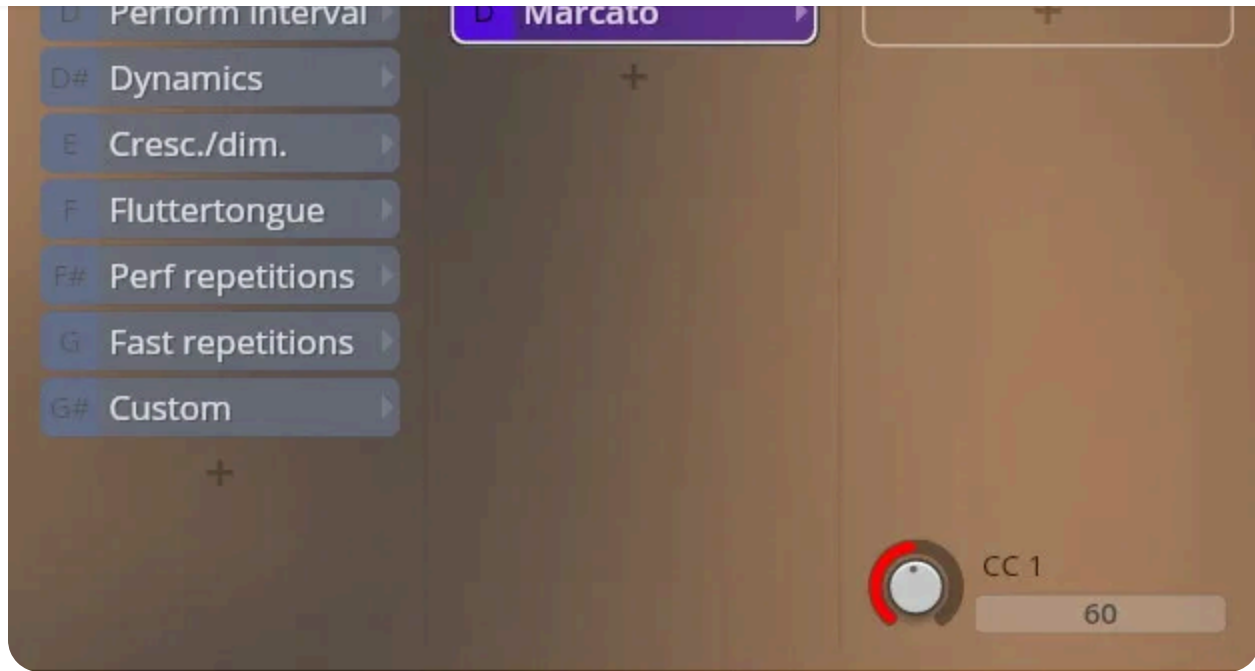 D Perform Interval
D Marcato
+
D# Dynamics
+
E Cresc./dim.
F Fluttertongue
F# Perf repetitions
G Fast repetitions
G# Custom
+
CC 1
60